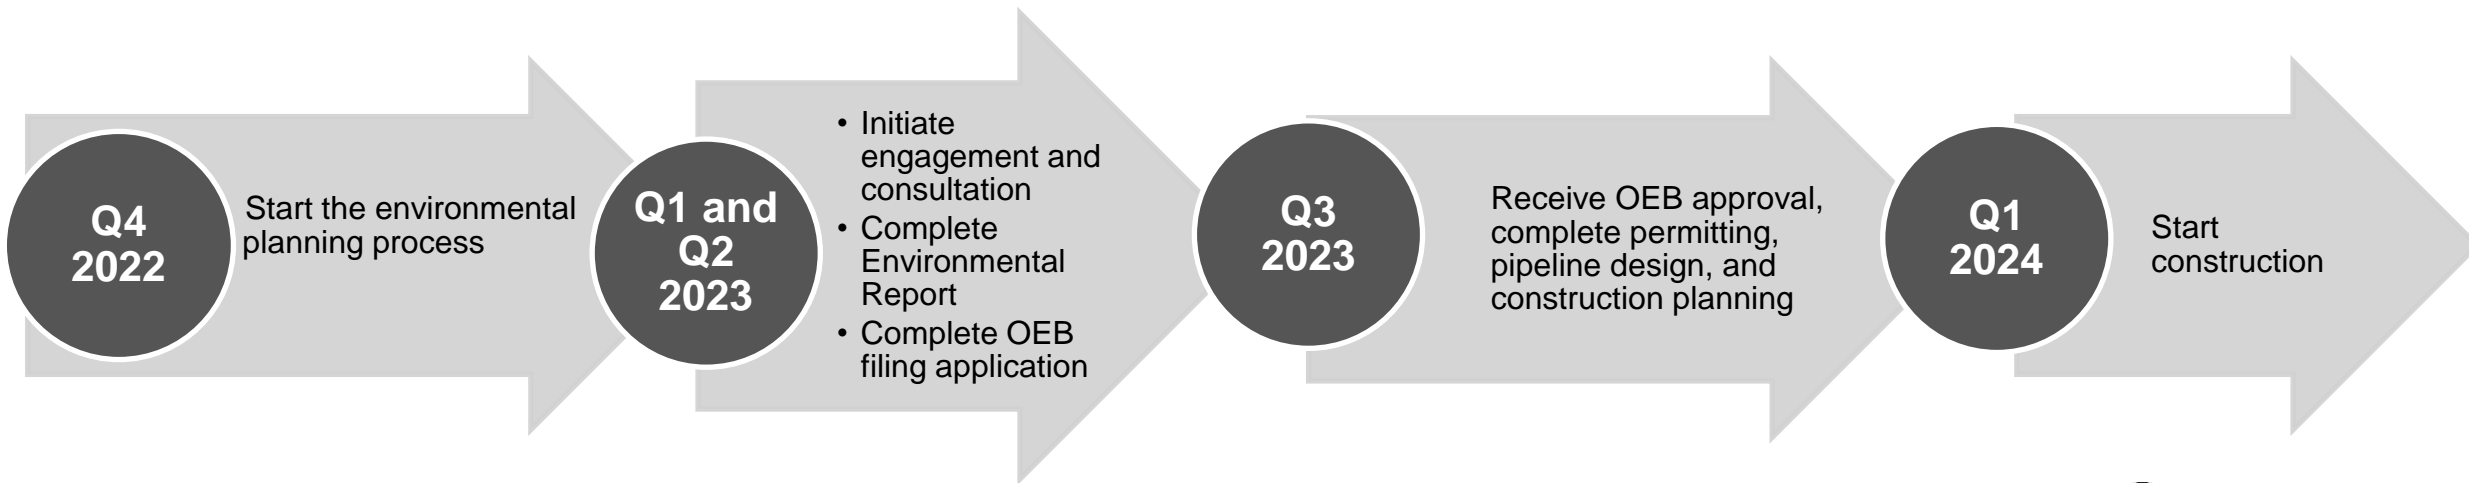 Q4
2022
Start the environmental
planning process
Q1 and
Q2
2023
• Initiate
engagement and
consultation
• Complete
Environmental
Report
• Complete OEB
filing application
Q3
2023
Receive OEB approval,
complete permitting,
pipeline design, and
construction planning
Q1
2024
Start
construction